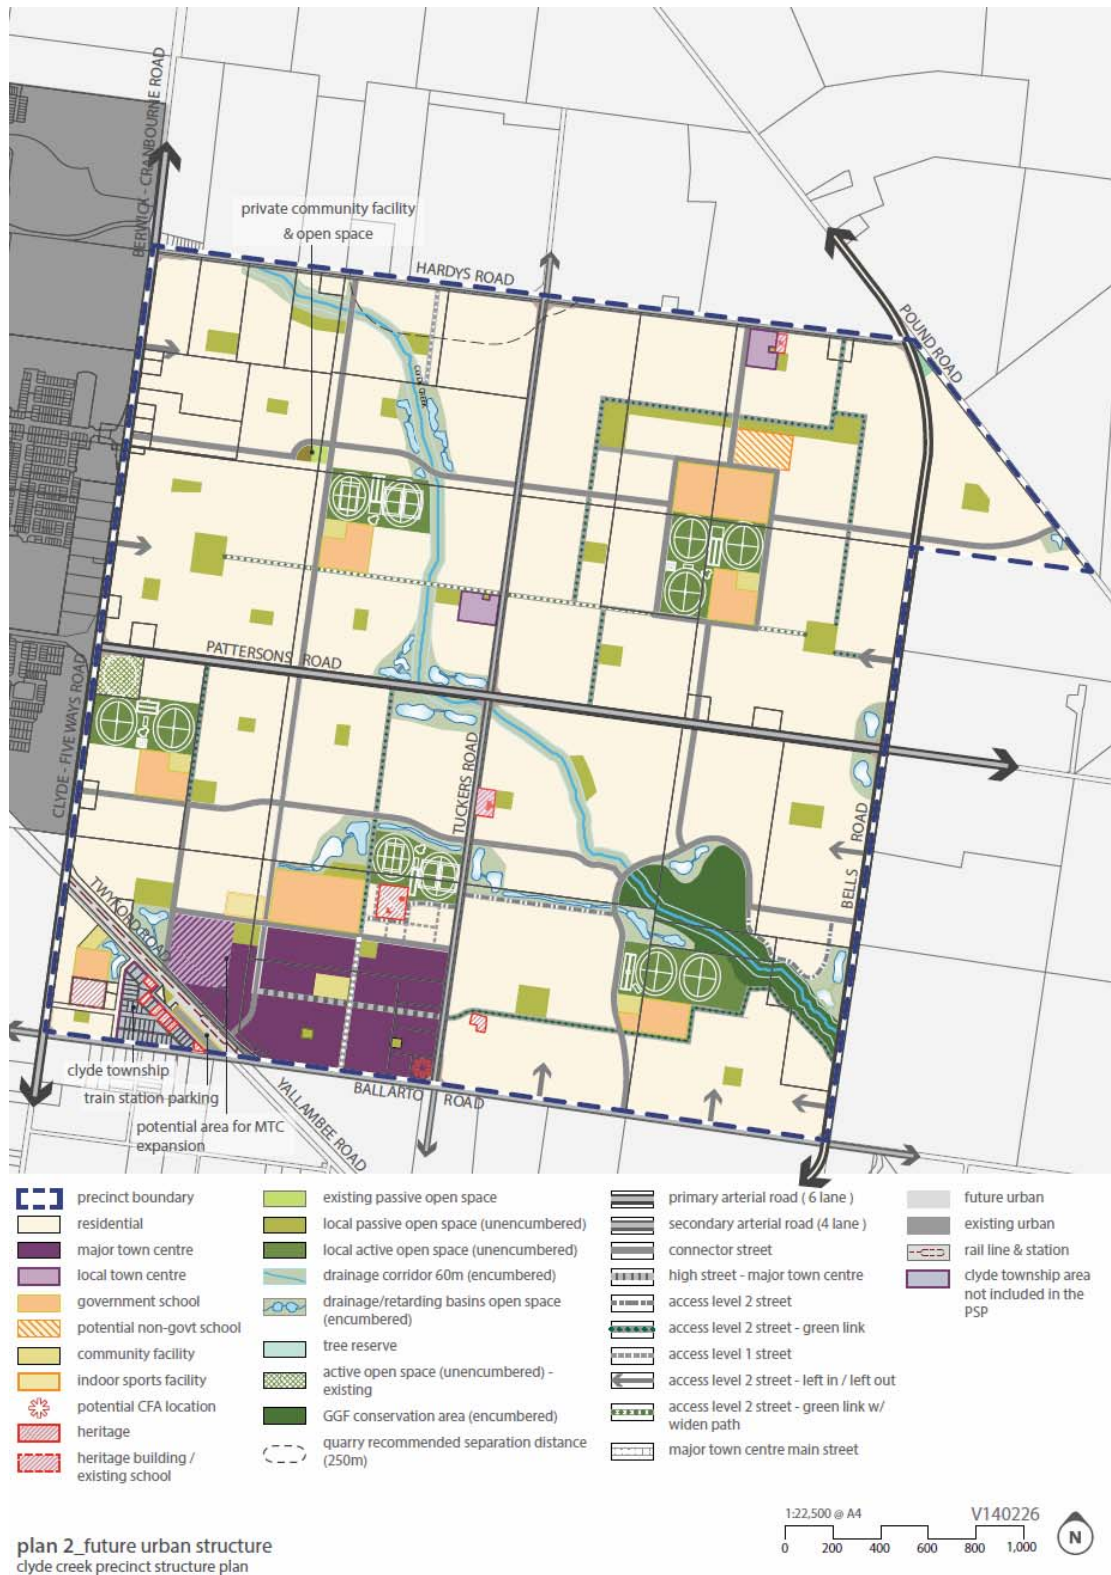 BERWICK - CRANBOURNE ROAD
private community facility
& open space
HARDYS ROAD
POUND ROAD
CLYDE CREEK
PATTERSONS ROAD
CLYDE - FIVE WAYS ROAD
TUCKERS ROAD
BELLS ROAD
TWYFORD ROAD
clyde township
train station parking
potential area for MTC
expansion
YALLAMBEE ROAD
BALLARTO ROAD
precinct boundary
residential
major town centre
local town centre
government school
potential non-govt school
community facility
indoor sports facility
potential CFA location
heritage
heritage building /
existing school
existing passive open space
local passive open space (unencumbered)
local active open space (unencumbered)
drainage corridor 60m (encumbered)
drainage/retarding basins open space
(encumbered)
tree reserve
active open space (unencumbered) -
existing
GGF conservation area (encumbered)
quarry recommended separation distance
(250m)
primary arterial road ( 6 lane )
secondary arterial road (4 lane )
connector street
high street - major town centre
access level 2 street
access level 2 street - green link
access level 1 street
access level 2 street - left in / left out
access level 2 street - green link w/
widen path
major town centre main street
future urban
existing urban
rail line & station
clyde township area
not included in the
PSP
plan 2_future urban structure
clyde creek precinct structure plan
1:22,500 @ A4
V140226
0 200 400 600 800 1,000
N